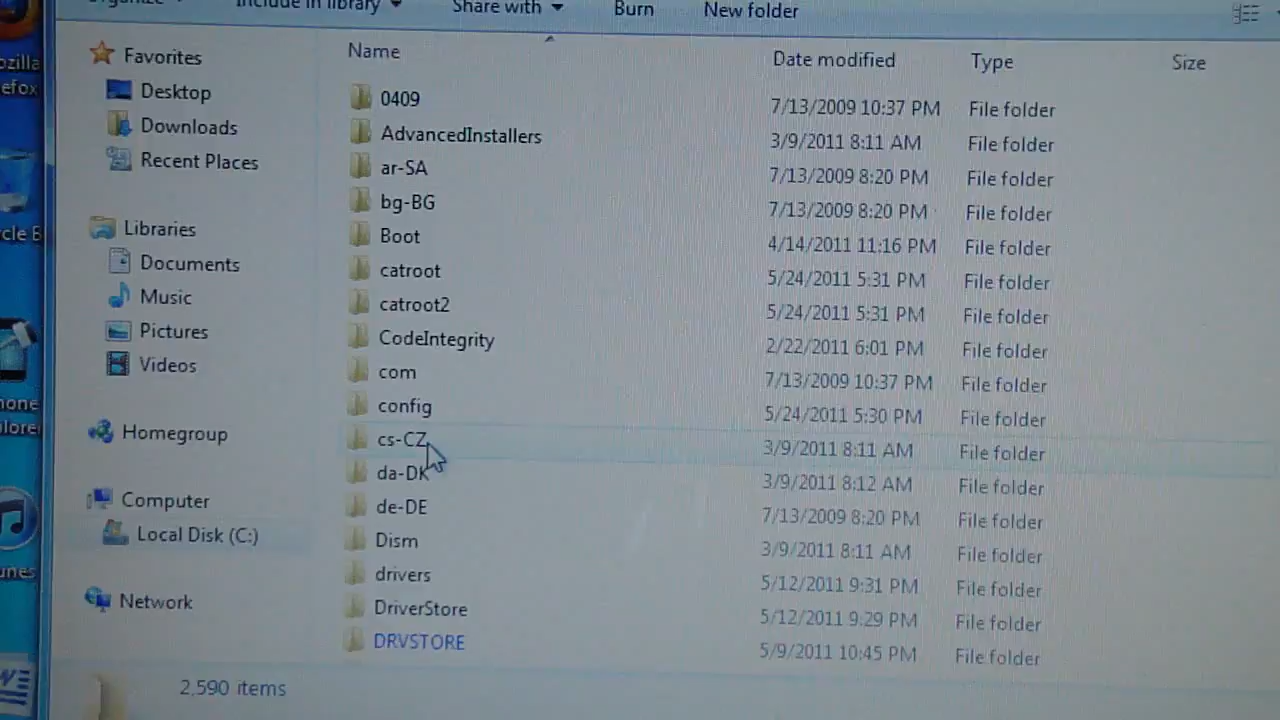 Include in library Share with Burn New folder
Name Date modified Type Size
Favorites
Desktop
Downloads
Recent Places
Libraries
Documents
Music
Pictures
Videos
Homegroup
Computer
Local Disk (C:)
Network
0409 7/13/2009 10:37 PM File folder
AdvancedInstallers 3/9/2011 8:11 AM File folder
ar-SA 7/13/2009 8:20 PM File folder
bg-BG 7/13/2009 8:20 PM File folder
Boot 4/14/2011 11:16 PM File folder
catroot 5/24/2011 5:31 PM File folder
catroot2 5/24/2011 5:31 PM File folder
CodeIntegrity 2/22/2011 6:01 PM File folder
com 7/13/2009 10:37 PM File folder
config 5/24/2011 5:30 PM File folder
cs-CZ 3/9/2011 8:11 AM File folder
da-DK 3/9/2011 8:12 AM File folder
de-DE 7/13/2009 8:20 PM File folder
Dism 3/9/2011 8:11 AM File folder
drivers 5/12/2011 9:31 PM File folder
DriverStore 5/12/2011 9:29 PM File folder
DRVSTORE 5/9/2011 10:45 PM File folder
2,590 items